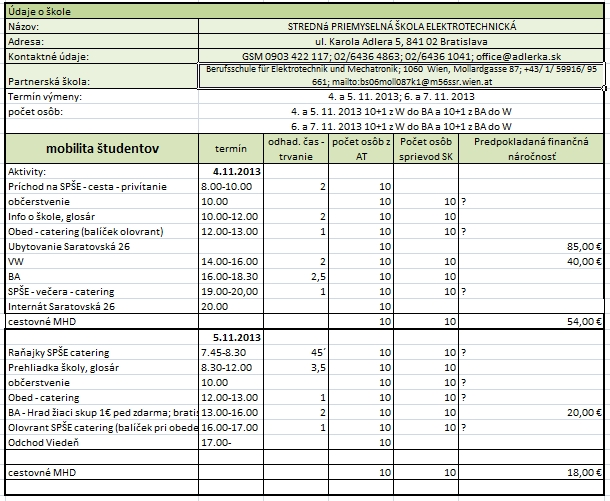 Údaje o škole
Názov: STREDNá PRIEMYSELNÁ ŠKOLA ELEKTROTECHNICKÁ
Adresa: ul. Karola Adlera 5, 841 02 Bratislava
Kontaktné údaje: GSM 0903 422 117; 02/6436 4863; 02/6436 1041; office@adlerka.sk
Partnerská škola: Berufsschule für Elektrotechnik und Mechatronik; 1060 Wien, Mollardgasse 87; +43/ 1/ 59916/ 95
661; mailto:bs06moll087k1@m56ssr.wien.at
Termín výmeny: 4. a 5. 11. 2013; 6. a 7. 11. 2013
počet osôb: 4. a 5. 11. 2013 10+1 z W do BA a 10+1 z BA do W
6. a 7. 11. 2013 10+1 z W do BA a 10+1 z BA do W
mobilita študentov termín odhad. čas - trvanie počet osôb z AT Počet osôb sprievod SK Predpokladaná finančná náročnosť
Aktivity: 4.11.2013
Príchod na SPŠE - cesta - privítanie 8.00-10.00 2 10
občerstvenie 10.00 10 10 ?
Info o škole, glosár 10.00-12.00 2 10 10
Obed - catering (balíček olovrant) 12.00-13.00 1 10 10 ?
Ubytovanie Saratovská 26 10 85,00 €
VW 14.00-16.00 2 10 10 40,00 €
BA 16.00-18.30 2,5 10 10
SPŠE - večera - catering 19.00-20,00 1 10 10 ?
Internát Saratovská 26 20.00 10
cestovné MHD 10 10 54,00 €
5.11.2013
Raňajky SPŠE catering 7.45-8.30 45´ 10 10 ?
Prehliadka školy, glosár 8.30-12.00 3,5 10 10
občerstvenie 10.00 10 10 ?
Obed - catering 12.00-13.00 1 10 10 ?
BA - Hrad žiaci skup 1€ ped zdarma; bratis 13.00-16.00 2 10 10 20,00 €
Olovrant SPŠE catering (balíček pri obede 16.00-17.00 1 10 10 ?
Odchod Viedeň 17.00- 10
cestovné MHD 10 10 18,00 €